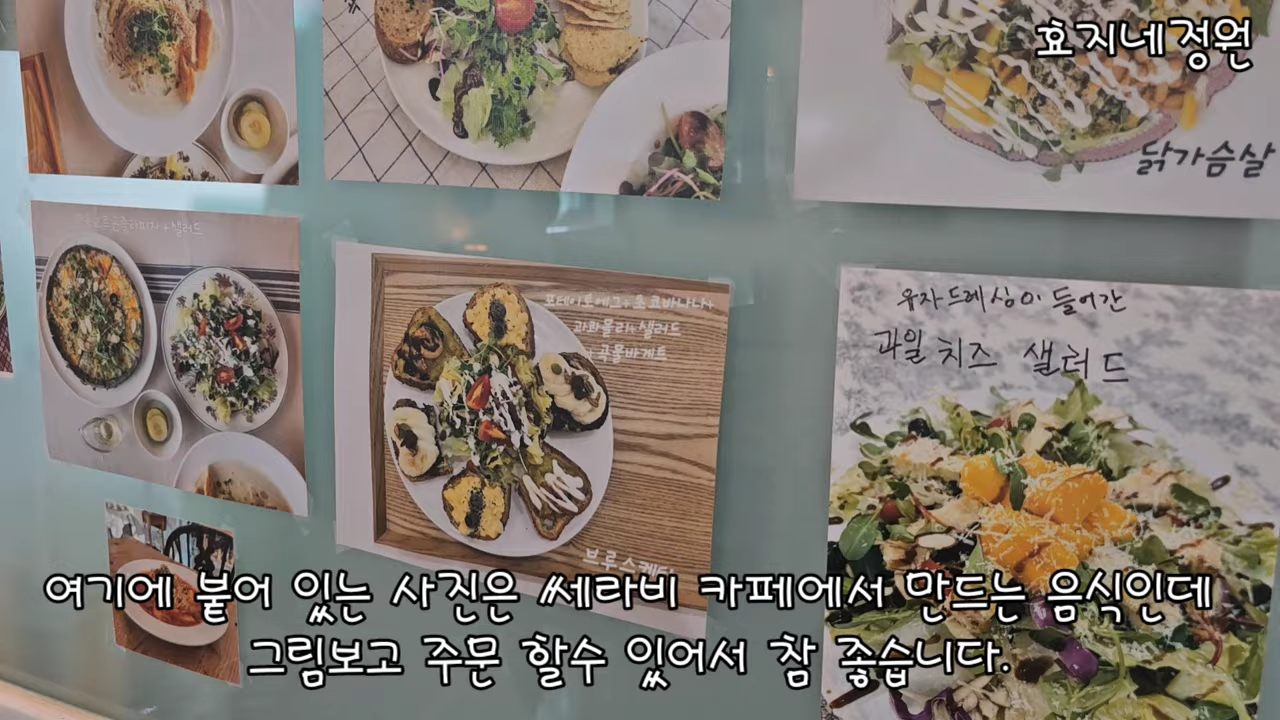 효지네정원
닭가슴살
유자드레싱이 들어간
과일 치즈 샐러드
포테이토에그+초코바나나+
과콰몰리+샐러드
+ 곡물바게트
브루스케타
여기에 붙어 있는 사진은 쎄라비 카페에서 만드는 음식인데
그림보고 주문 할수 있어서 참 좋습니다.